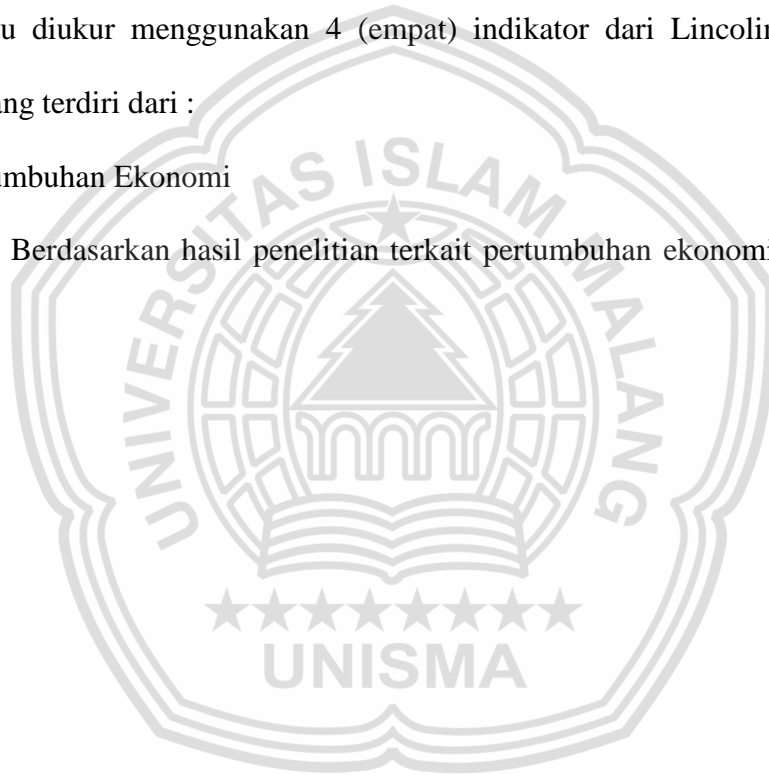 u diukur menggunakan 4 (empat) indikator dari Lincolin
ang terdiri dari :
umbuhan Ekonomi
Berdasarkan hasil penelitian terkait pertumbuhan ekonomi
UNIVERSITAS ISLAM MALANG
UNISMA